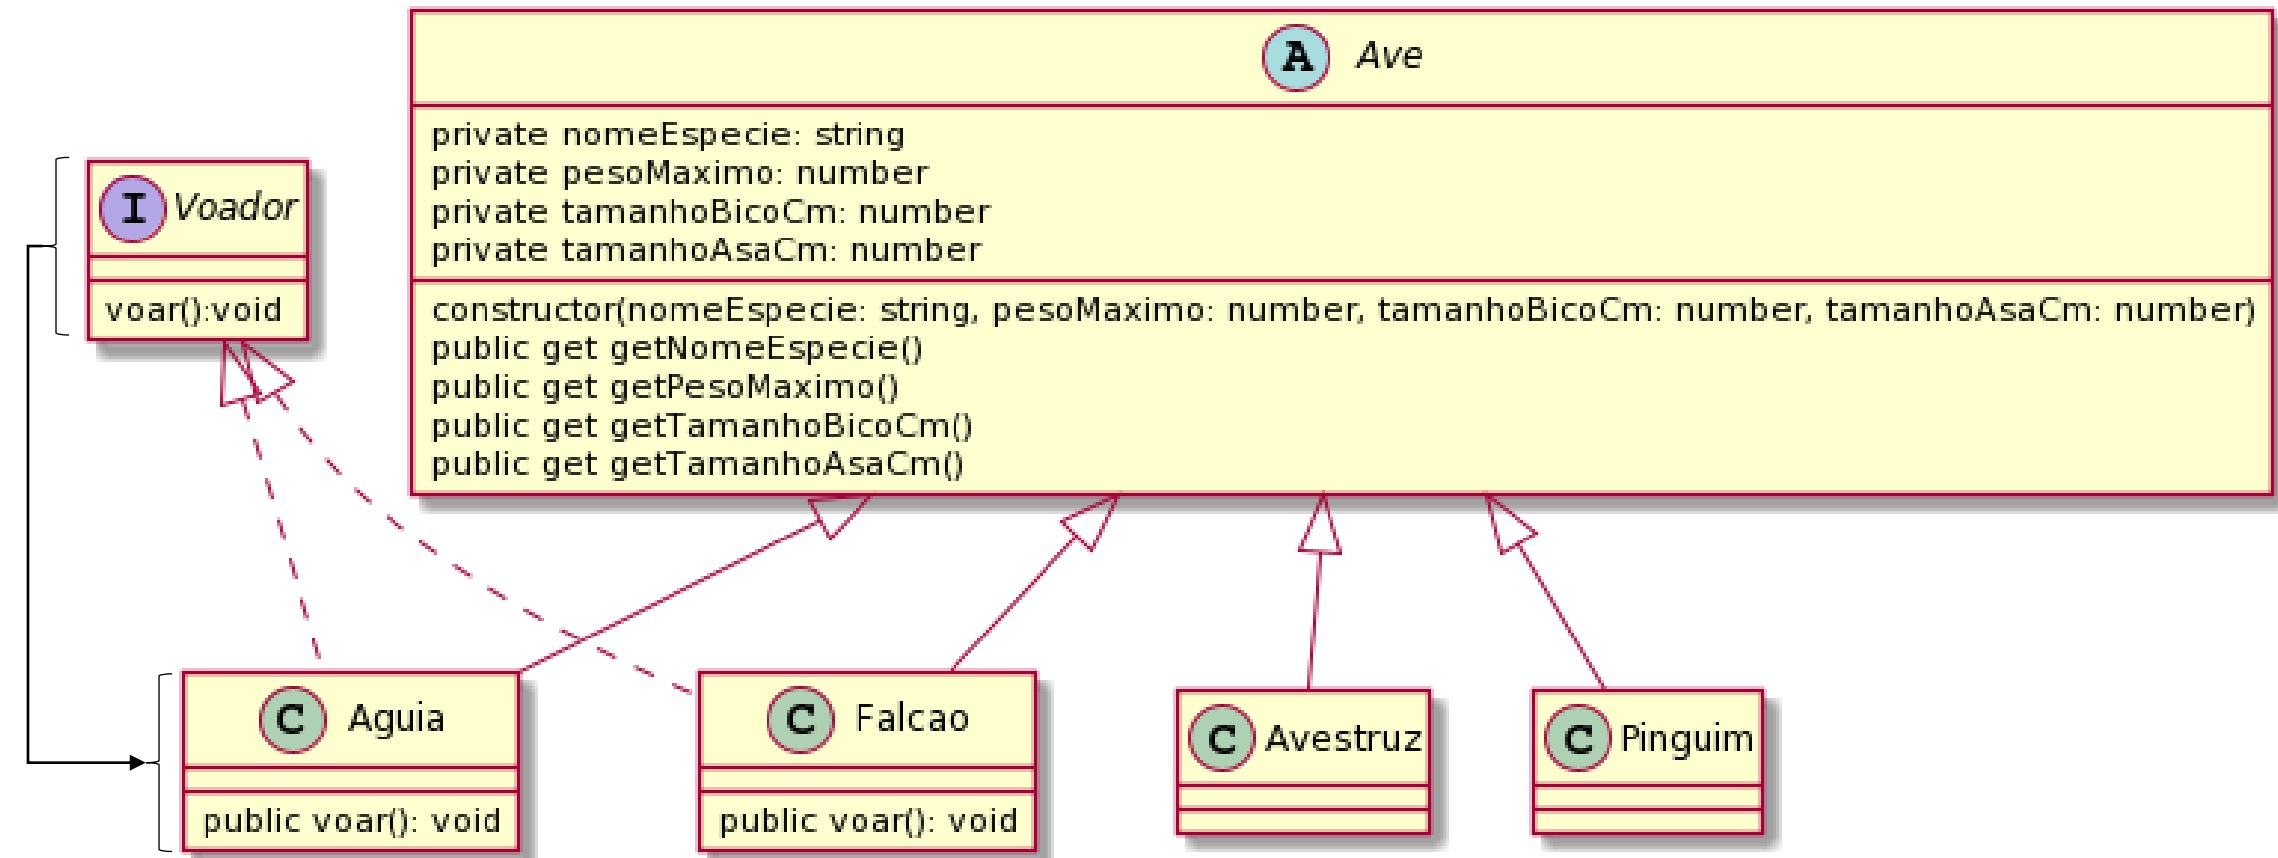 A Ave
private nomeEspecie: string
private pesoMaximo: number
private tamanhoBicoCm: number
private tamanhoAsaCm: number
constructor(nomeEspecie: string, pesoMaximo: number, tamanhoBicoCm: number, tamanhoAsaCm: number)
public get getNomeEspecie()
public get getPesoMaximo()
public get getTamanhoBicoCm()
public get getTamanhoAsaCm()
I Voador
voar():void
C Aguia
public voar(): void
C Falcao
public voar(): void
C Avestruz
C Pinguim